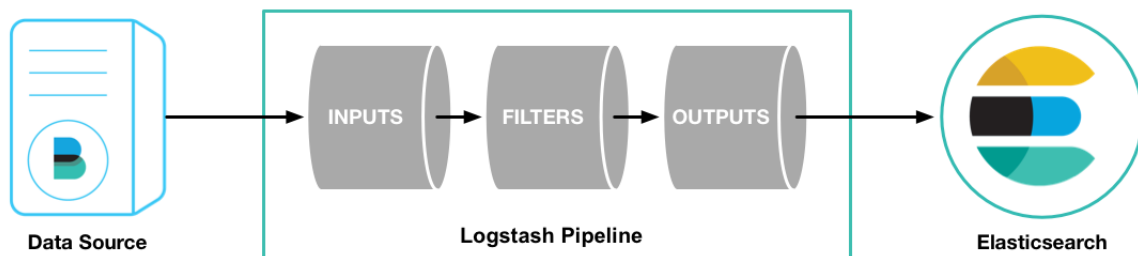 INPUTS
FILTERS
OUTPUTS
Data Source
Logstash Pipeline
Elasticsearch